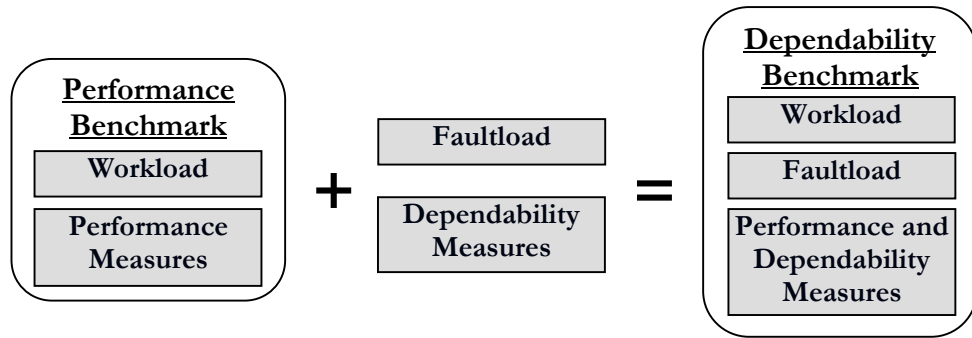 Performance
Benchmark
Workload
Performance
Measures
+
Faultload
Dependability
Measures
=
Dependability
Benchmark
Workload
Faultload
Performance and
Dependability
Measures